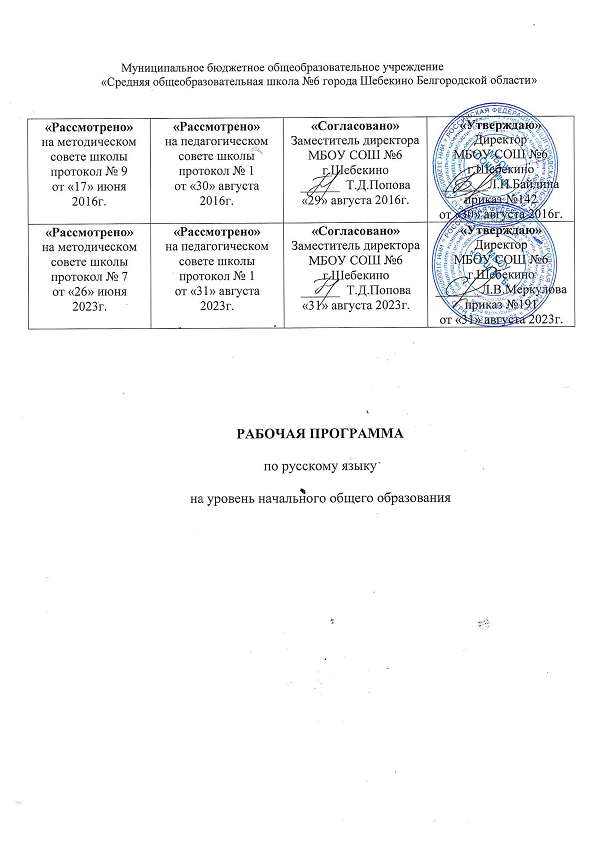 Муниципальное бюджетное общеобразовательное учреждение
«Средняя общеобразовательная школа №6 города Шебекино Белгородской области»
«Рассмотрено»
на методическом
совете школы
протокол № 9
от «17» июня
2016г.
«Рассмотрено»
на педагогическом
совете школы
протокол № 1
от «30» августа
2016г.
«Согласовано»
Заместитель директора
МБОУ СОШ №6
г.Шебекино
Т.Д.Попова
«29» августа 2016г.
«Утверждаю»
Директор
МБОУ СОШ №6
г.Шебекино
приказ №142
от «30» августа 2016г.
«Рассмотрено»
на методическом
совете школы
протокол № 7
от «26» июня
2023г.
«Рассмотрено»
на педагогическом
совете школы
протокол № 1
от «31» августа
2023г.
«Согласовано»
Заместитель директора
МБОУ СОШ №6
г.Шебекино
Т.Д.Попова
«31» августа 2023г.
«Утверждаю»
Директор
МБОУ СОШ №6
г.Шебекино
Л.В.Меркулова
приказ №191
от «31» августа 2023г.
РАБОЧАЯ ПРОГРАММА
по русскому языку
на уровень начального общего образования